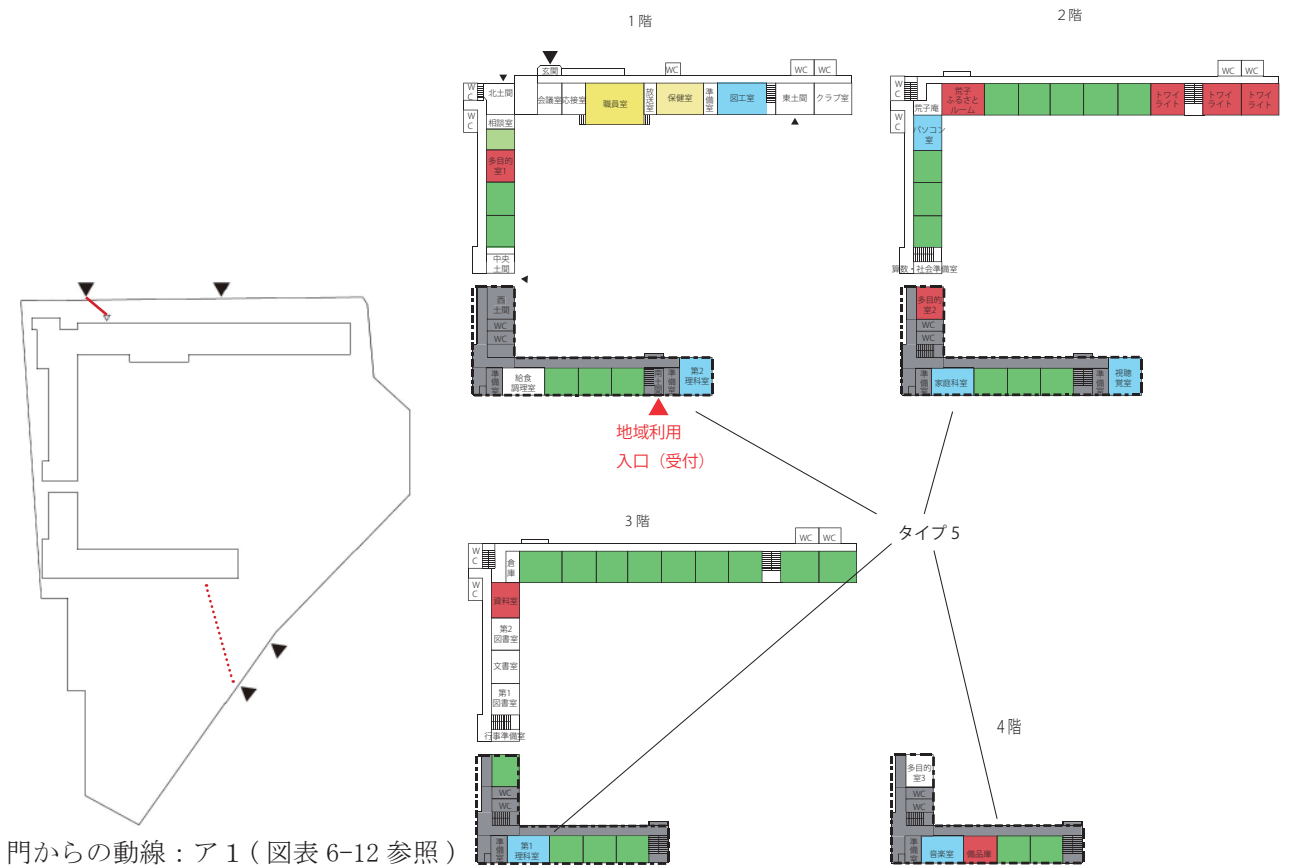 1階
玄関
WC
WC
WC
WC
北土間
会議室
応接室
職員室
放送室
保健室
準備室
図工室
東土間
クラブ室
WC
相談室
多目的室1
中央土間
西土間
WC
WC
準備室
給食調理室
南土間
準備室
第2理科室
地域利用
入口（受付）
2階
WC
WC
WC
荒子庵
荒子ふるさとルーム
トワイライト
トワイライト
トワイライト
WC
パソコン室
算数・社会準備室
多目的室2
WC
WC
準備室
家庭科室
準備室
視聴覚室
タイプ5
3階
WC
WC
WC
倉庫
WC
資料室
第2図書室
文書室
第1図書室
行事準備室
WC
WC
準備室
第1理科室
4階
多目的室3
WC
WC
準備室
音楽室
備品庫
門からの動線：ア1(図表6-12参照)